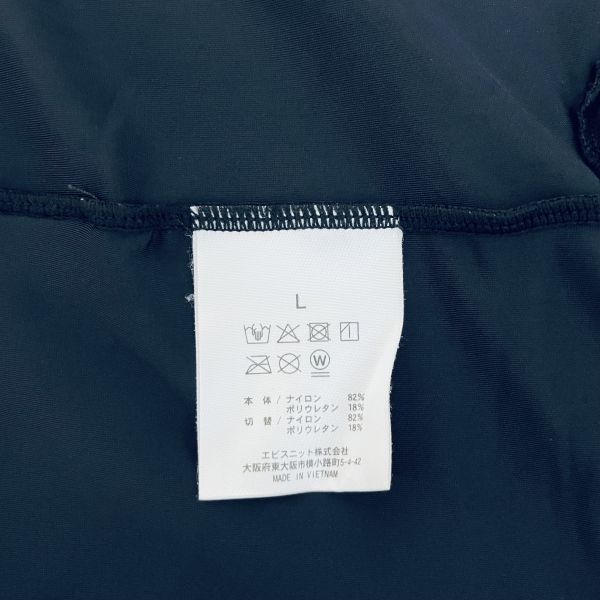 L
W
本 体 / ナイロン 82%
ポリウレタン 18%
切 替 / ナイロン 82%
ポリウレタン 18%
エビスニット株式会社
大阪府東大阪市横小路町5-4-42
MADE IN VIETNAM